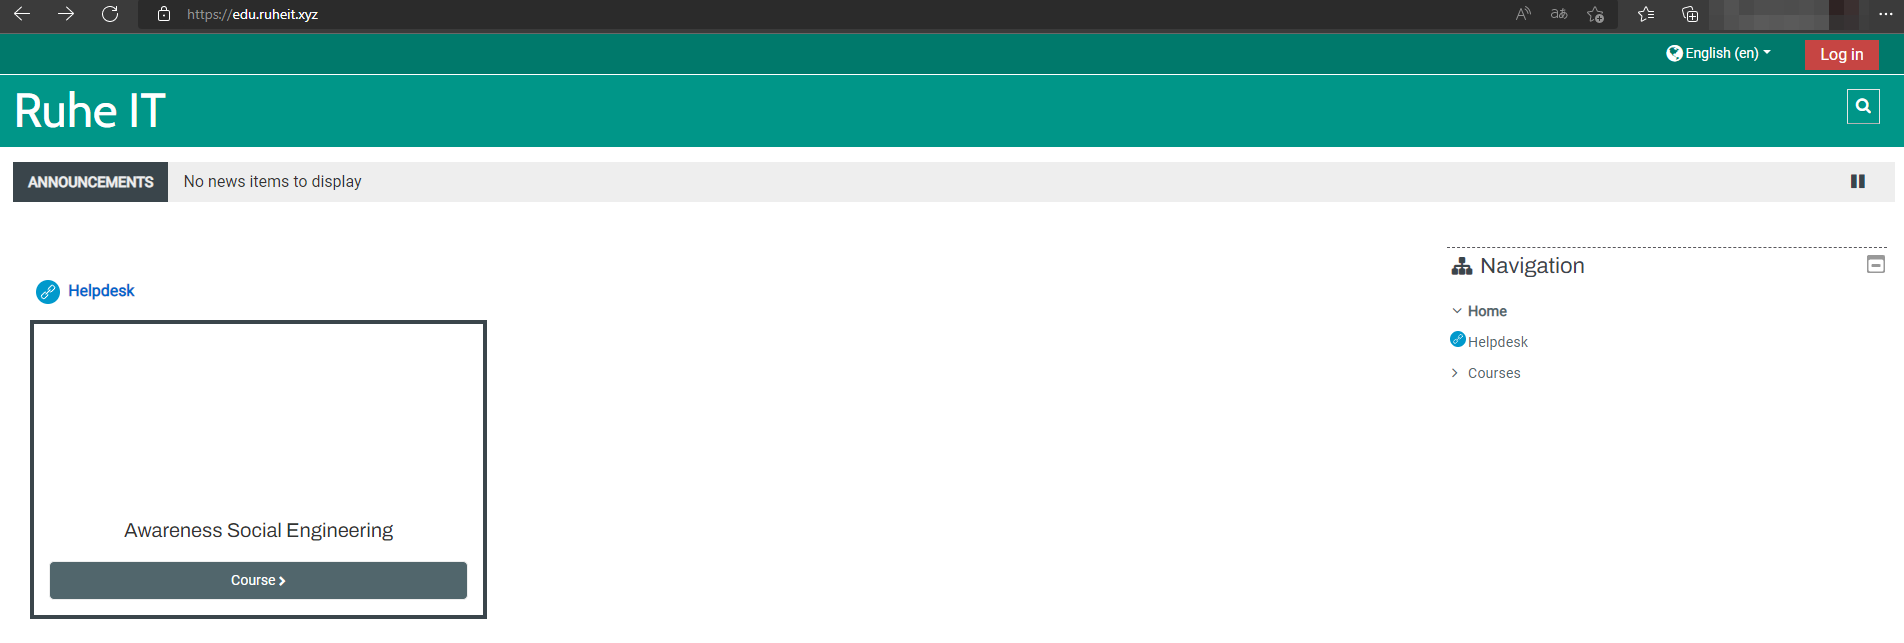 https://edu.ruheit.xyz
English (en)
Log in
Ruhe IT
ANNOUNCEMENTS No news items to display
Helpdesk
Awareness Social Engineering
Course
Navigation
Home
Helpdesk
Courses